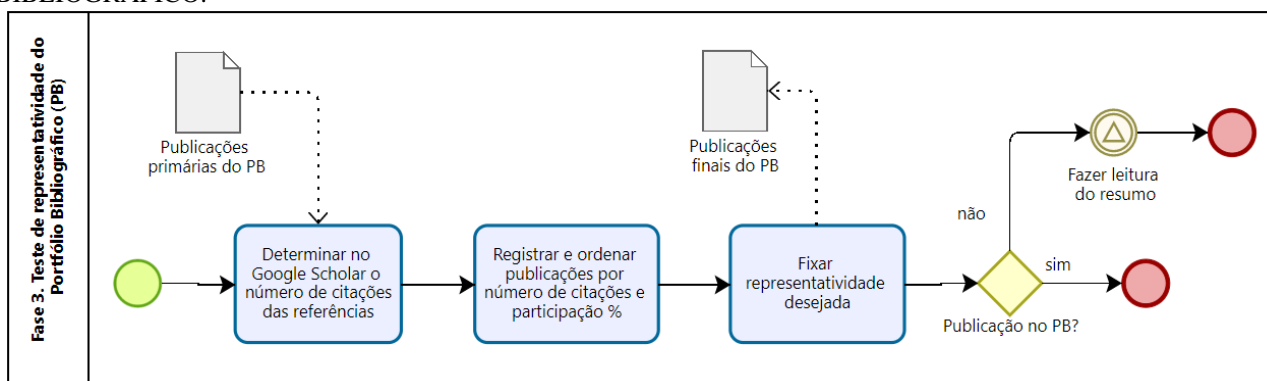 BIBLIOGRÁFICO.
Fase 3. Teste de representatividade do
Portfólio Bibliográfico (PB)
Publicações
primárias do PB
Publicações
finais do PB
Fazer leitura
do resumo
não
Determinar no
Google Scholar o
número de citações
das referências
Registrar e ordenar
publicações por
número de citações e
participação %
Fixar
representatividade
desejada
sim
Publicação no PB?